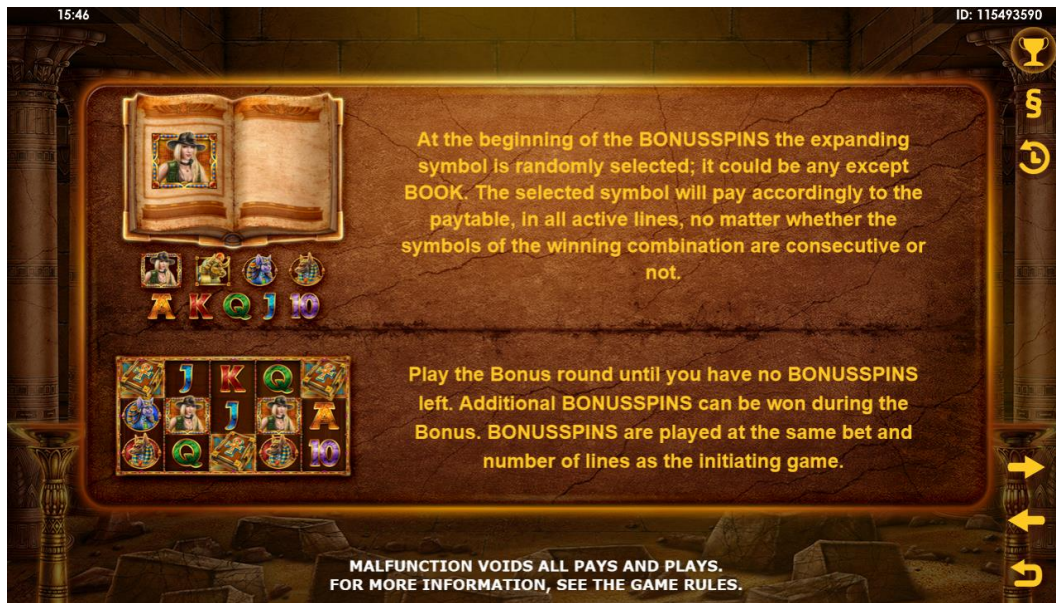 15:46
ID: 115493590
§
At the beginning of the BONUSSPINS the expanding
symbol is randomly selected; it could be any except
BOOK. The selected symbol will pay accordingly to the
paytable, in all active lines, no matter whether the
symbols of the winning combination are consecutive or
not.
A K Q J 10
J K Q
J A
Q 10
Play the Bonus round until you have no BONUSSPINS
left. Additional BONUSSPINS can be won during the
Bonus. BONUSSPINS are played at the same bet and
number of lines as the initiating game.
MALFUNCTION VOIDS ALL PAYS AND PLAYS.
FOR MORE INFORMATION, SEE THE GAME RULES.